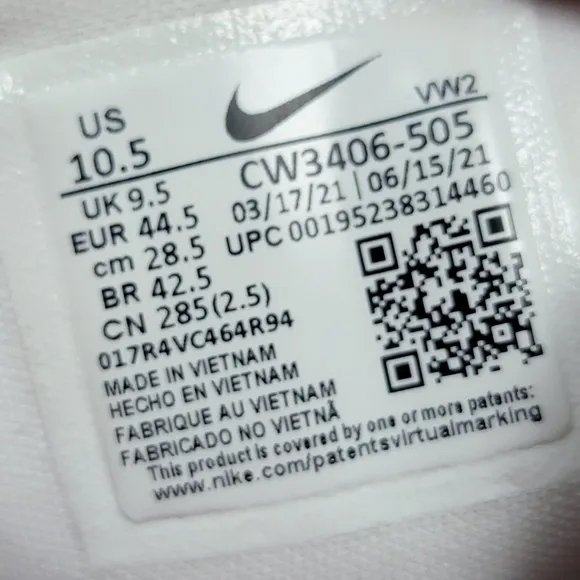 US
10.5
VW2
UK 9.5
EUR 44.5
cm 28.5
BR 42.5
CN 285(2.5)
CW3406-505
03/17/21 | 06/15/21
UPC 00195238314460
017R4VC464R94
MADE IN VIETNAM
HECHO EN VIETNAM
FABRIQUE AU VIETNAM
FABRICADO NO VIETNÃ
This product is covered by one or more patents:
www.nike.com/patentsvirtualmarking